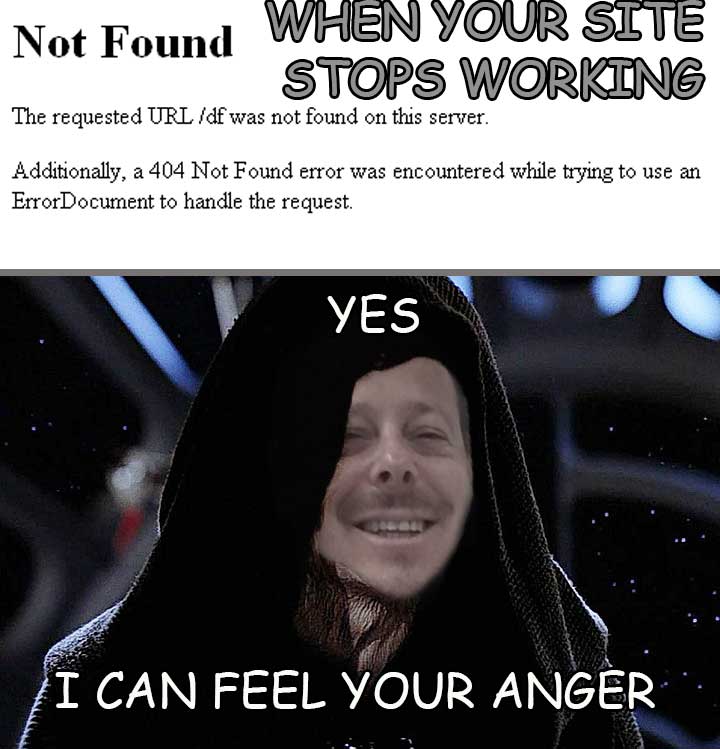 WHEN YOUR SITE
STOPS WORKING
Not Found
The requested URL /df was not found on this server.
Additionally, a 404 Not Found error was encountered while trying to use an
ErrorDocument to handle the request.
YES
I CAN FEEL YOUR ANGER